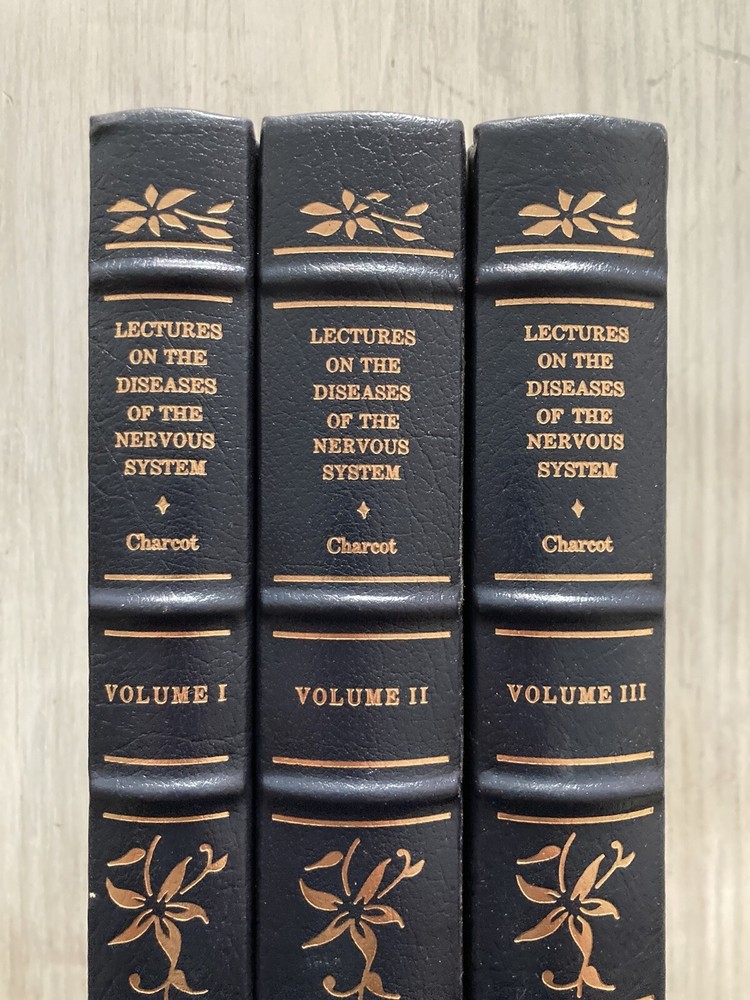 LECTURES
ON THE
DISEASES
OF THE
NERVOUS
SYSTEM
Charcot
VOLUME I
LECTURES
ON THE
DISEASES
OF THE
NERVOUS
SYSTEM
Charcot
VOLUME II
LECTURES
ON THE
DISEASES
OF THE
NERVOUS
SYSTEM
Charcot
VOLUME III